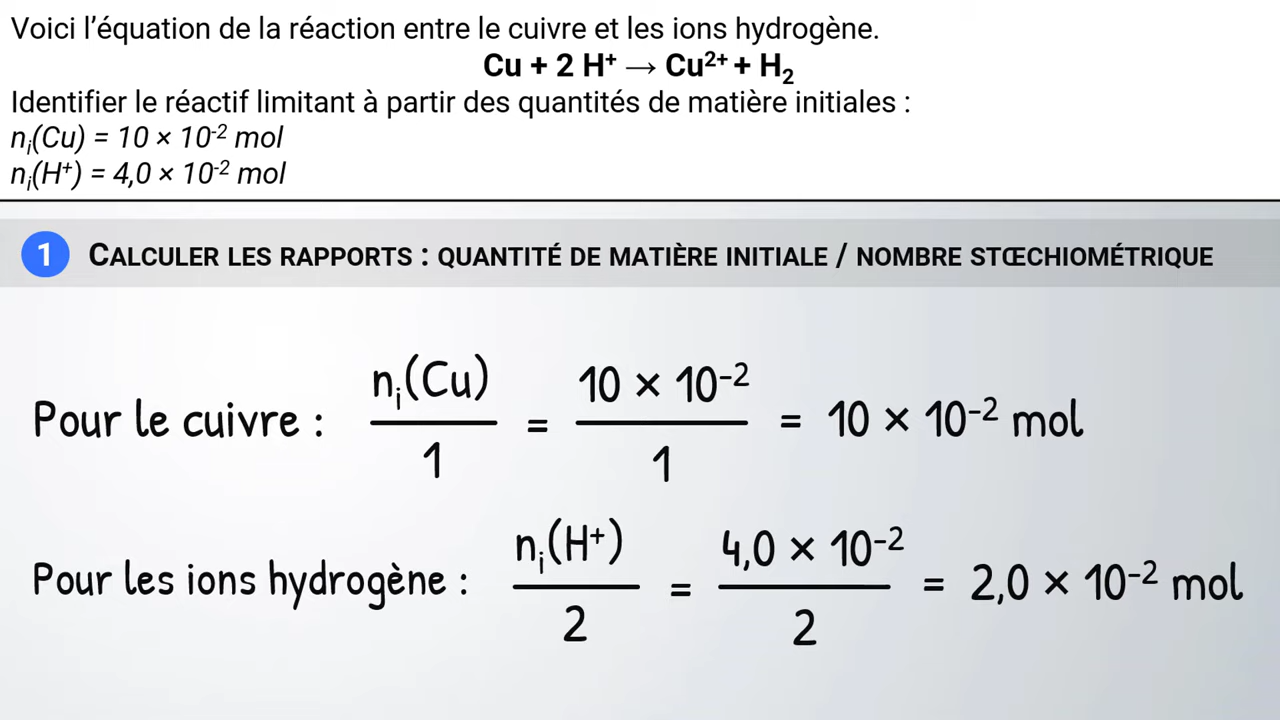 Voici l’équation de la réaction entre le cuivre et les ions hydrogène.
Cu + 2 H⁺ → Cu²⁺ + H₂
Identifier le réactif limitant à partir des quantités de matière initiales :
nᵢ(Cu) = 10 × 10⁻² mol
nᵢ(H⁺) = 4,0 × 10⁻² mol
1 CALCULER LES RAPPORTS : QUANTITÉ DE MATIÈRE INITIALE / NOMBRE STŒCHIOMÉTRIQUE
Pour le cuivre : nᵢ(Cu)/1 = 10 × 10⁻²/1 = 10 × 10⁻² mol
Pour les ions hydrogène : nᵢ(H⁺)/2 = 4,0 × 10⁻²/2 = 2,0 × 10⁻² mol